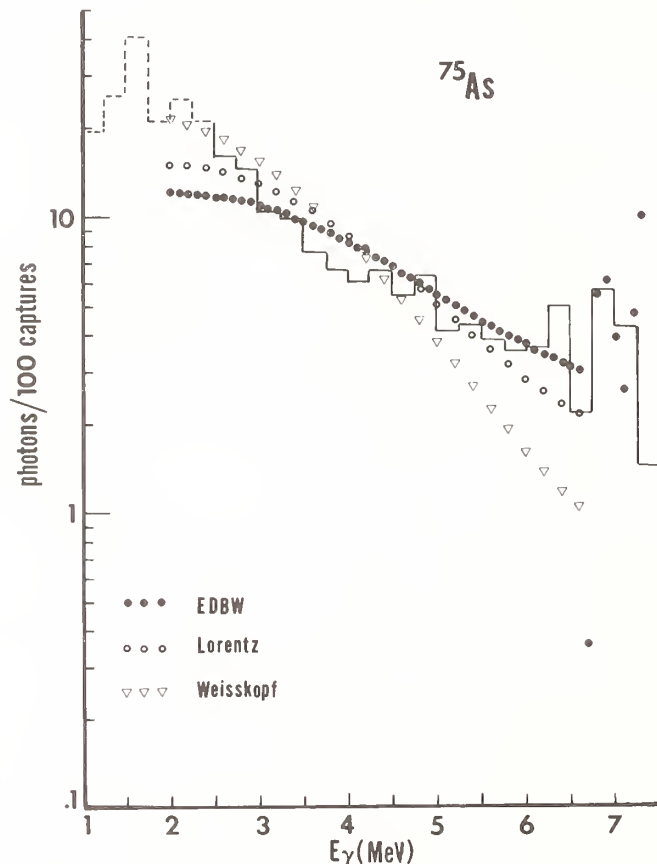 ⁷⁵As
photons/100 captures
10
1
.1
EDBW
Lorentz
Weisskopf
1 2 3 4 5 6 7
Eγ(MeV)